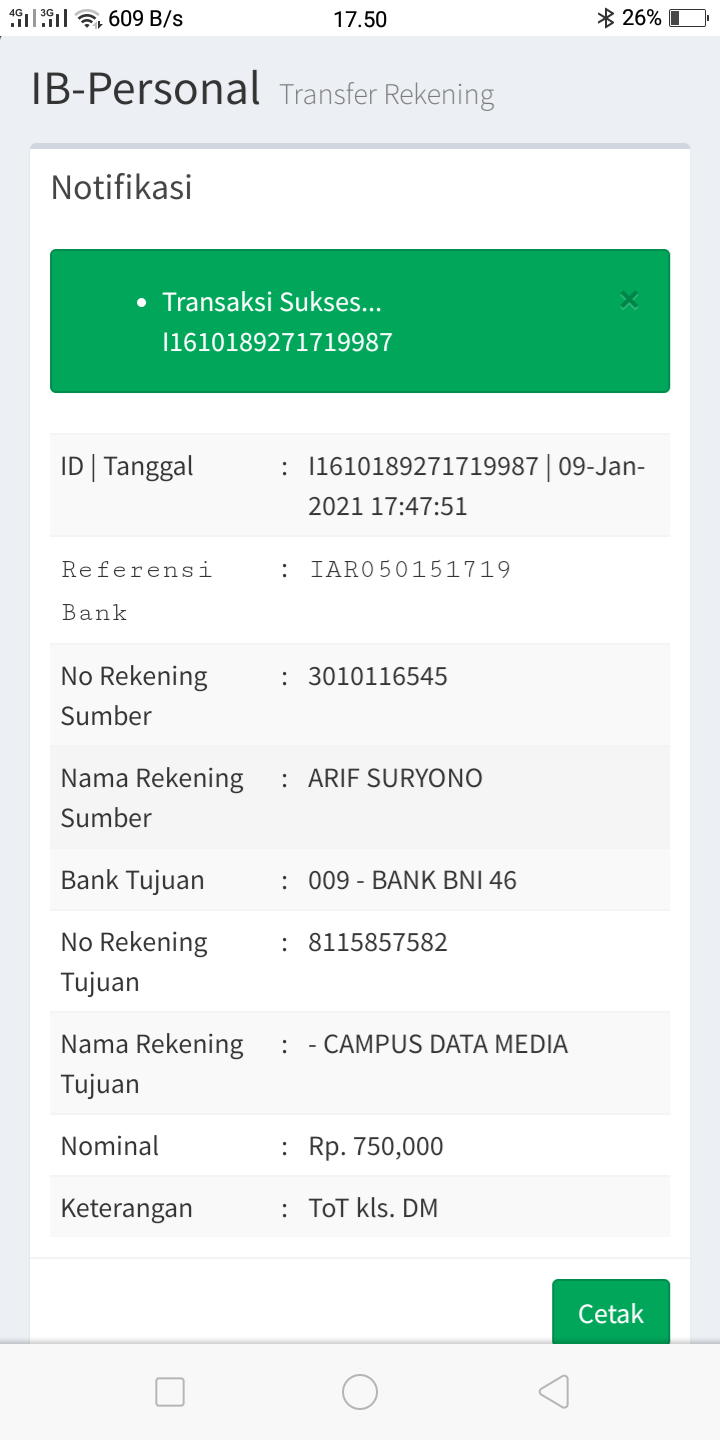 4G 3G 609 B/s 17.50 26%
IB-Personal Transfer Rekening
Notifikasi
• Transaksi Sukses... ×
I1610189271719987
ID | Tanggal : I1610189271719987 | 09-Jan-
2021 17:47:51
Referensi : IAR050151719
Bank
No Rekening : 3010116545
Sumber
Nama Rekening : ARIF SURYONO
Sumber
Bank Tujuan : 009 - BANK BNI 46
No Rekening : 8115857582
Tujuan
Nama Rekening : - CAMPUS DATA MEDIA
Tujuan
Nominal : Rp. 750,000
Keterangan : ToT kls. DM
Cetak